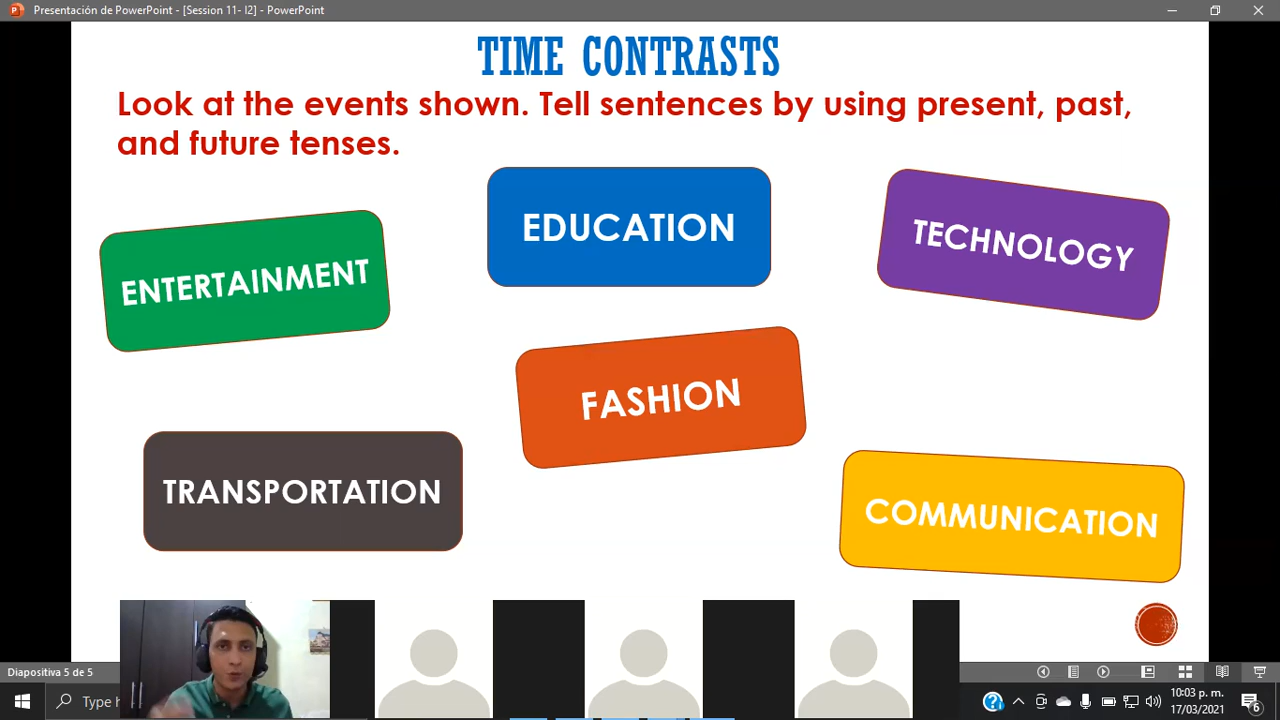 Presentación de PowerPoint - [Session 11- I2] - PowerPoint
TIME CONTRASTS
Look at the events shown. Tell sentences by using present, past,
and future tenses.
EDUCATION
TECHNOLOGY
ENTERTAINMENT
FASHION
TRANSPORTATION
COMMUNICATION
Diapositiva 5 de 5
Type h
10:03 p. m.
17/03/2021
6